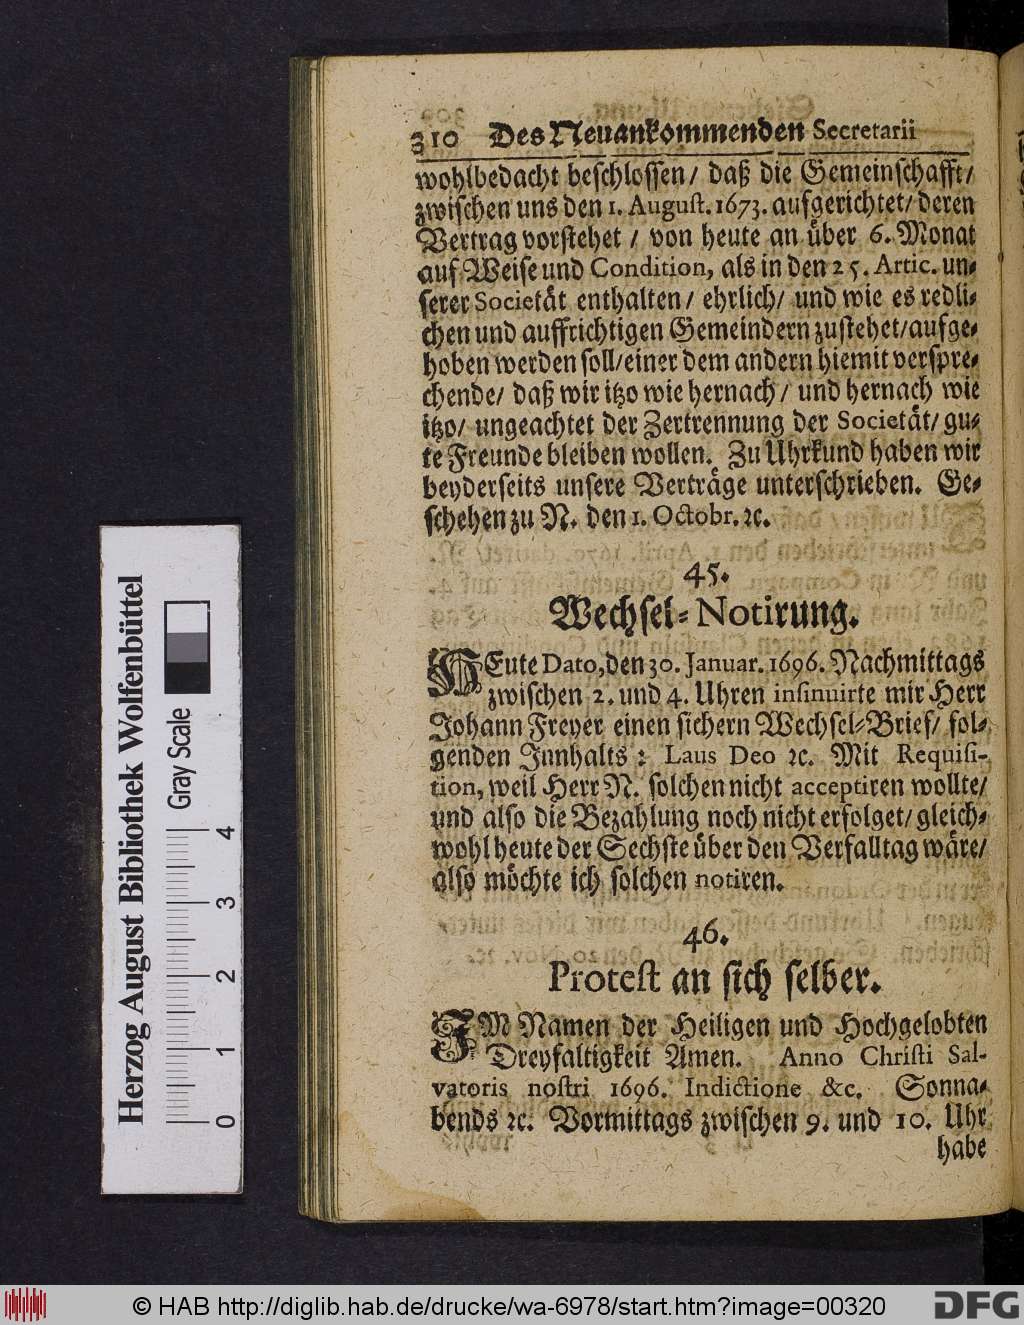 310 Des Neuankommenden Secretarii
wohlbedacht beschlossen/ daß die Gemeinschafft/
zwischen uns den 1. August. 1673. aufgerichtet/ deren
Vertrag vorstehet / von heute an über 6. Monat
auf Weise und Condition, als in den 25. Artic. un-
serer Societät enthalten/ ehrlich/ und wie es redli-
chen und auffrichtigen Gemeindern zustehet/ aufge-
hoben werden soll/ einer dem andern hiemit verspre-
chende/ daß wir itzo wie hernach/ und hernach wie
itzo/ ungeachtet der Zertrennung der Societät/ gu-
te Freunde bleiben wollen. Zu Uhrkund haben wir
beyderseits unsere Verträge unterschrieben. Ge-
schehen zu N. den 1. Octobr. ꝛc.
45.
Wechsel-Notirung.
HEute Dato, den 30. Januar. 1696. Nachmittags
zwischen 2. und 4. Uhren insinuirte mir Herr
Johann Freyer einen sichern Wechsel-Brief/ fol-
genden Innhalts: Laus Deo ꝛc. Mit Requisi-
tion, weil Herr N. solchen nicht acceptiren wollte/
und also die Bezahlung noch nicht erfolget/ gleich-
wohl heute der Sechste über den Verfalltag wäre/
also möchte ich solchen notiren.
46.
Protest an sich selber.
IM Namen der Heiligen und Hochgelobten
Dreyfaltigkeit Amen. Anno Christi Sal-
vatoris nostri 1696. Indictione &c. Sonna-
bends ꝛc. Vormittags zwischen 9. und 10. Uhr
habe
Herzog August Bibliothek Wolfenbüttel
Gray Scale
0 1 2 3 4
© HAB http://diglib.hab.de/drucke/wa-6978/start.htm?image=00320
DFG